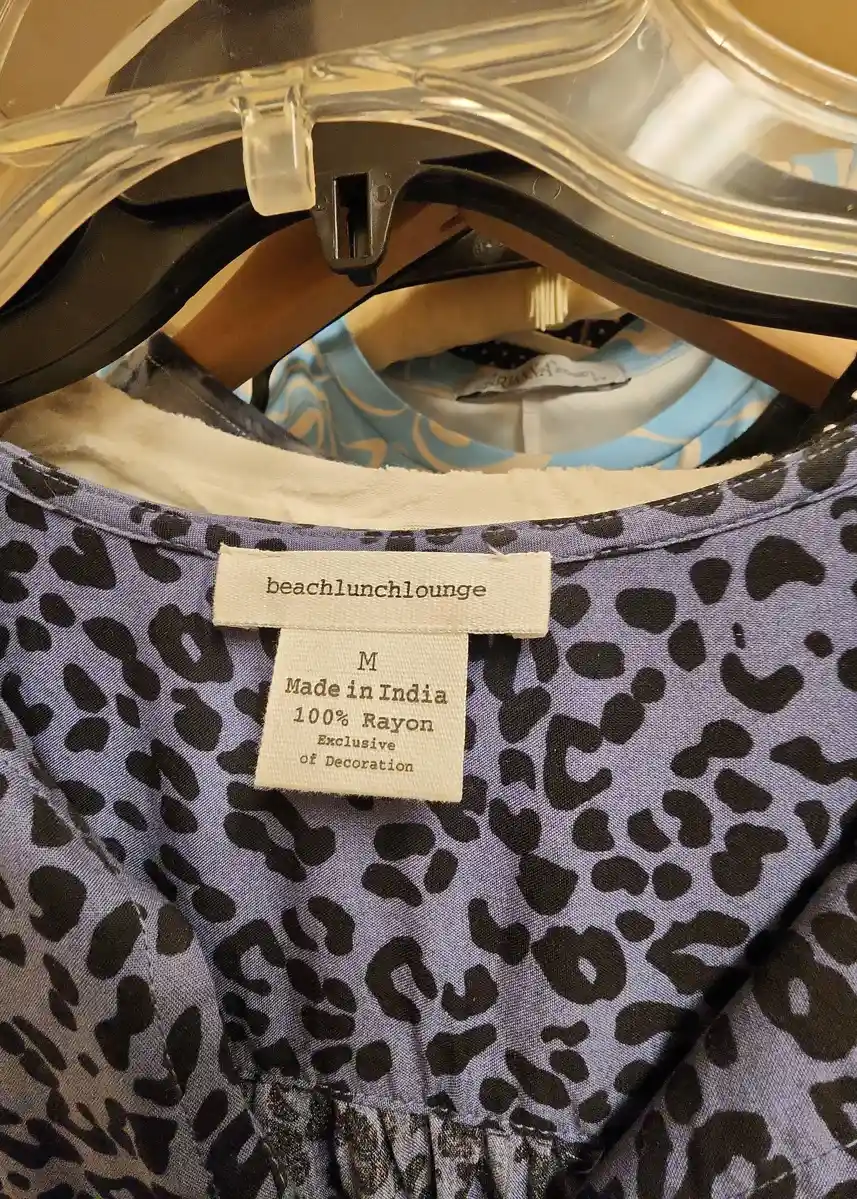 beachlunchlounge
M
Made in India
100% Rayon
Exclusive
of Decoration